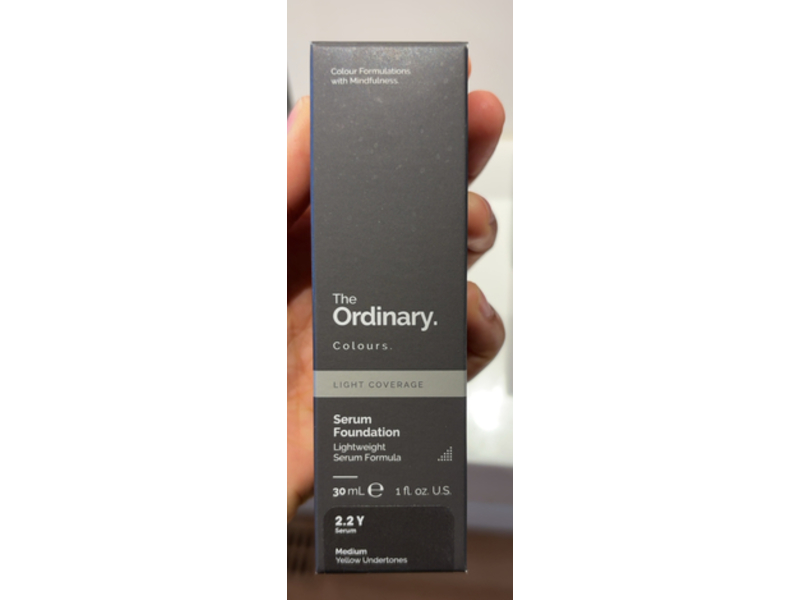 Colour Formulations
with Mindfulness.
The
Ordinary.
Colours.
LIGHT COVERAGE
Serum
Foundation
Lightweight
Serum Formula
30 mL ℮ 1 fl. oz. U.S.
2.2 Y
Serum
Medium
Yellow Undertones